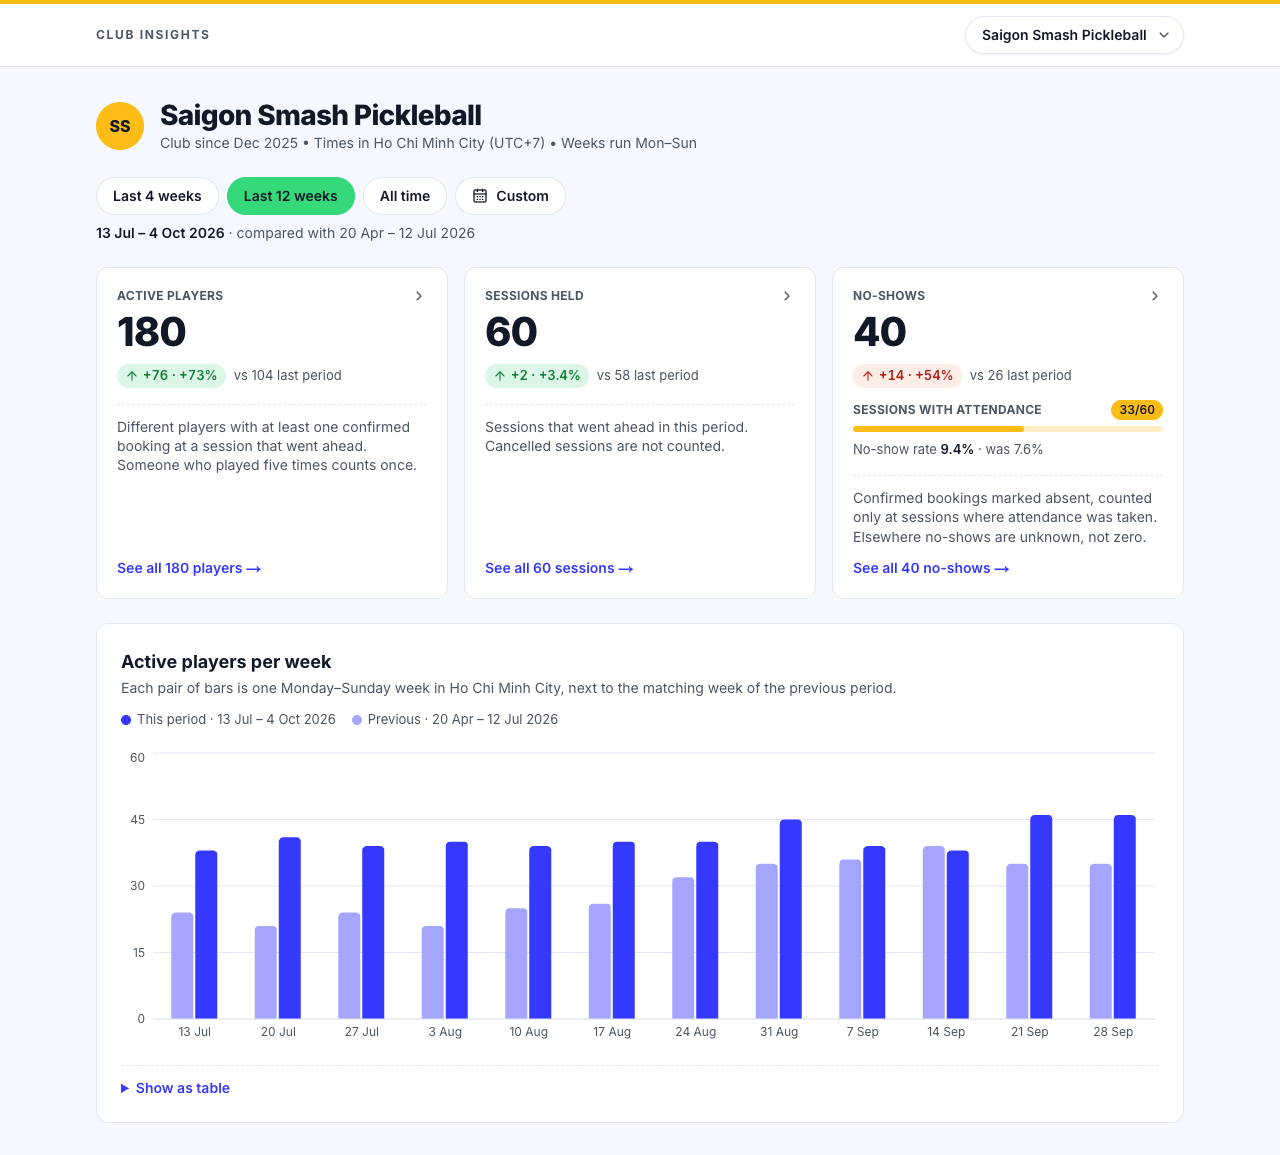 CLUB INSIGHTS
Saigon Smash Pickleball
SS
Saigon Smash Pickleball
Club since Dec 2025 • Times in Ho Chi Minh City (UTC+7) • Weeks run Mon–Sun
Last 4 weeks
Last 12 weeks
All time
Custom
13 Jul – 4 Oct 2026 · compared with 20 Apr – 12 Jul 2026
ACTIVE PLAYERS
180
↑ +76 · +73% vs 104 last period
Different players with at least one confirmed
booking at a session that went ahead.
Someone who played five times counts once.
See all 180 players →
SESSIONS HELD
60
↑ +2 · +3.4% vs 58 last period
Sessions that went ahead in this period.
Cancelled sessions are not counted.
See all 60 sessions →
NO-SHOWS
40
↑ +14 · +54% vs 26 last period
SESSIONS WITH ATTENDANCE 33/60
No-show rate 9.4% · was 7.6%
Confirmed bookings marked absent, counted
only at sessions where attendance was taken.
Elsewhere no-shows are unknown, not zero.
See all 40 no-shows →
Active players per week
Each pair of bars is one Monday–Sunday week in Ho Chi Minh City, next to the matching week of the previous period.
This period · 13 Jul – 4 Oct 2026 Previous · 20 Apr – 12 Jul 2026
60
45
30
15
0
13 Jul 20 Jul 27 Jul 3 Aug 10 Aug 17 Aug 24 Aug 31 Aug 7 Sep 14 Sep 21 Sep 28 Sep
Show as table